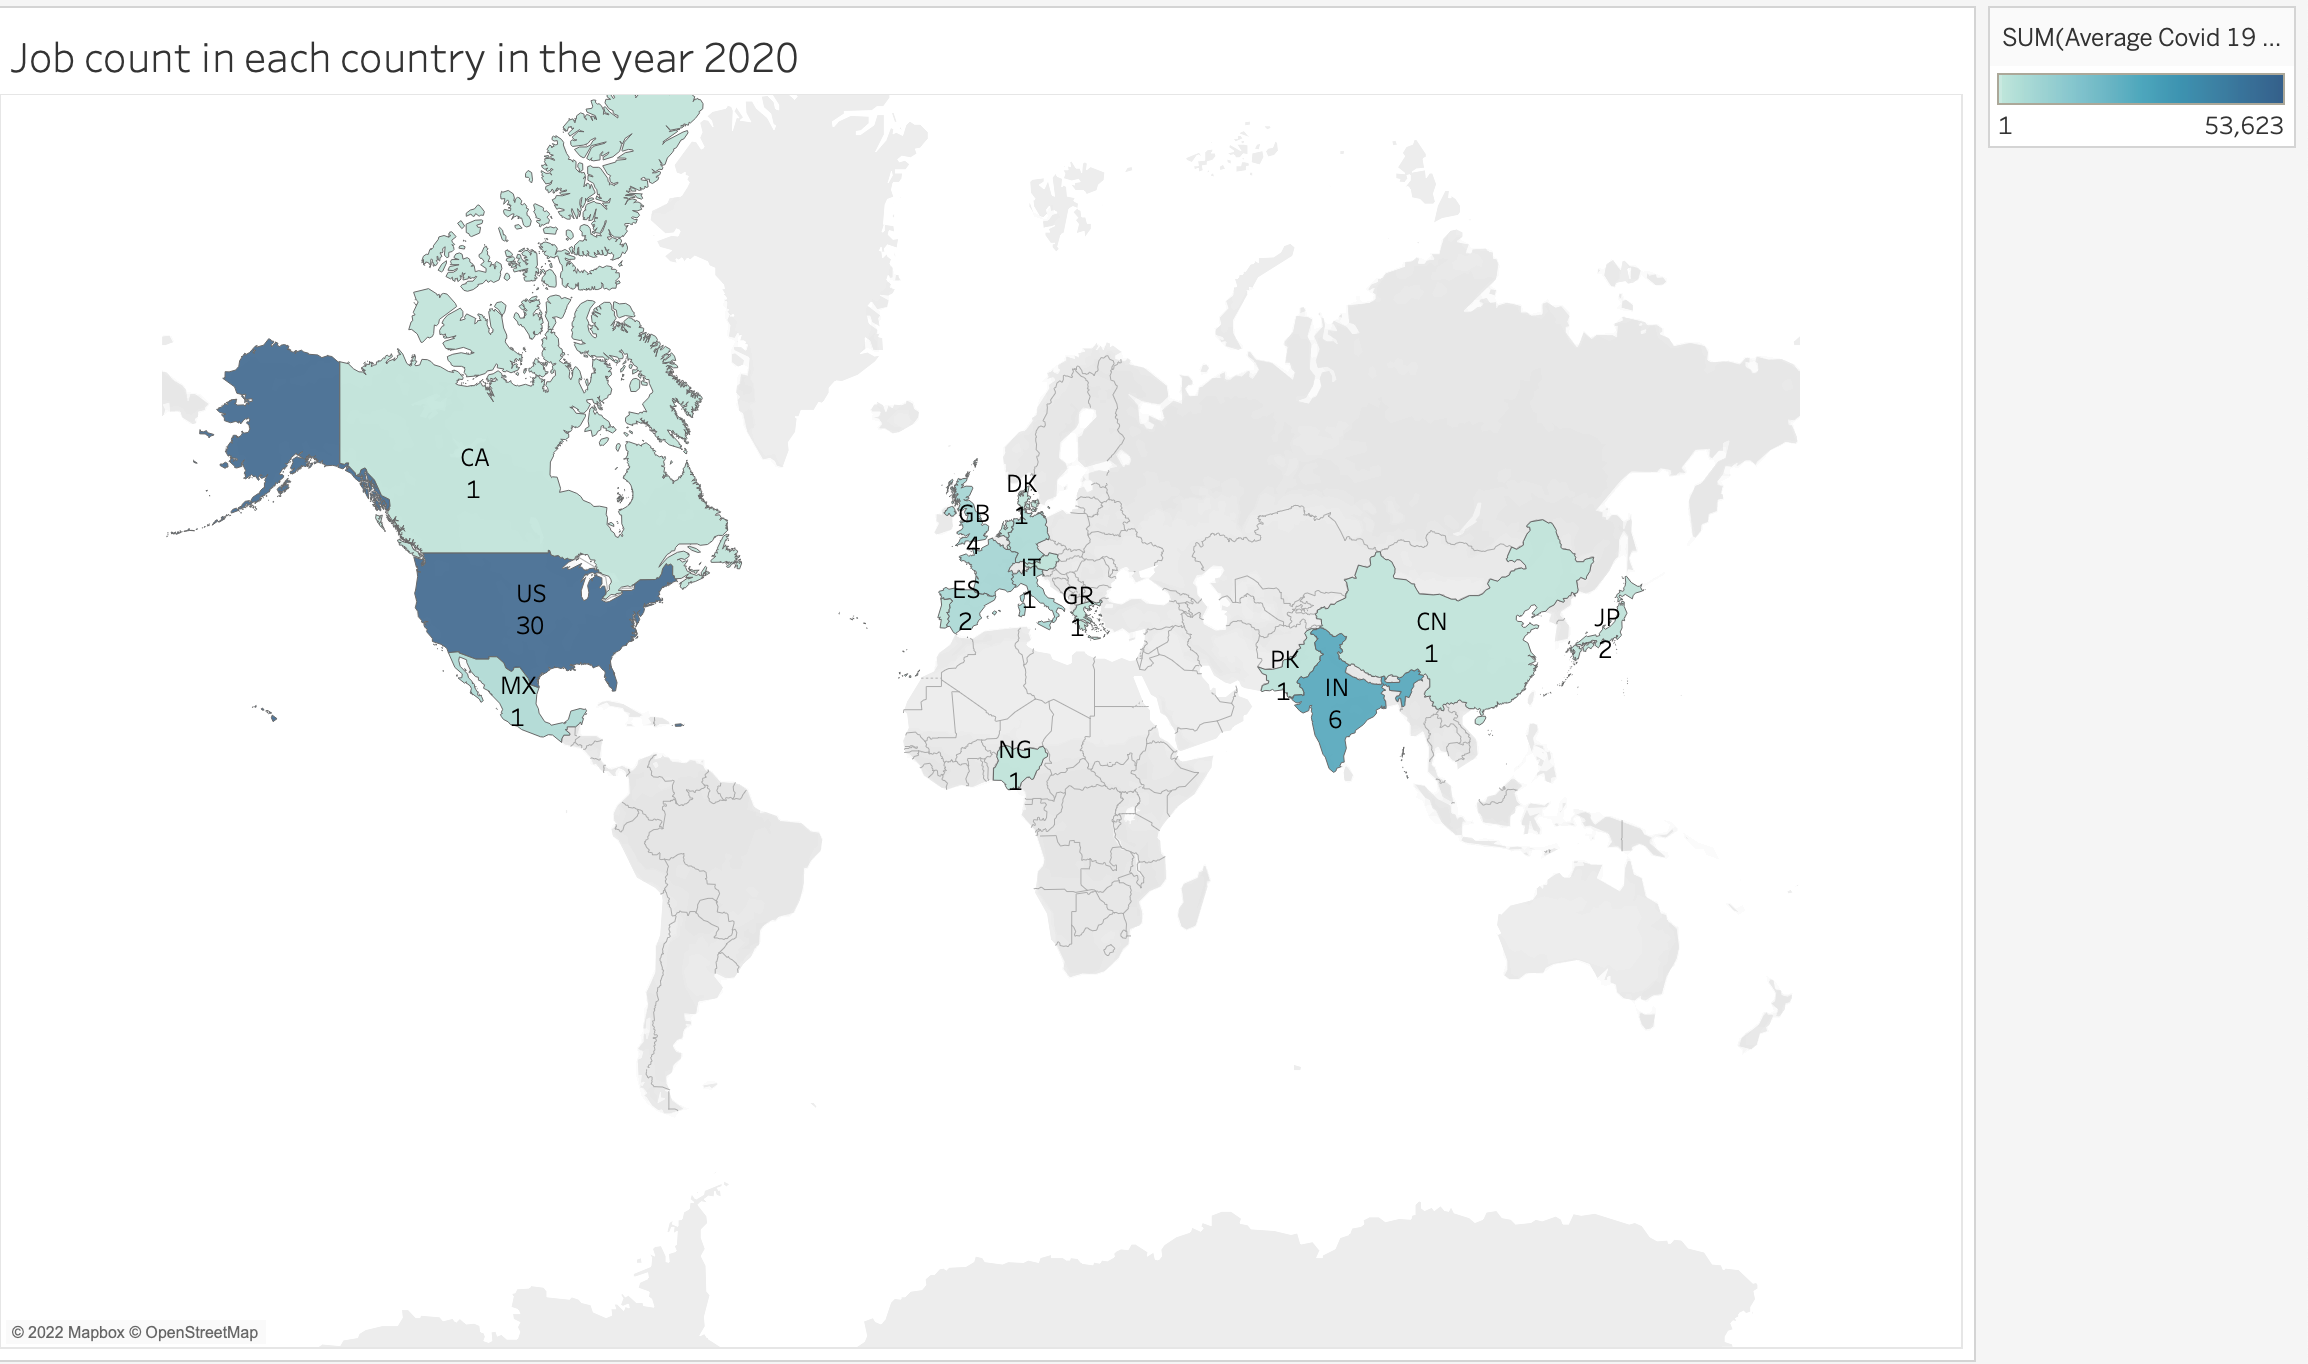 Job count in each country in the year 2020
SUM(Average Covid 19 ...
1 53,623
CA
1
DK
1
GB
4
IT
1
ES
2
GR
1
US
30
MX
1
CN
1
JP
2
PK
1
IN
6
NG
1
© 2022 Mapbox © OpenStreetMap